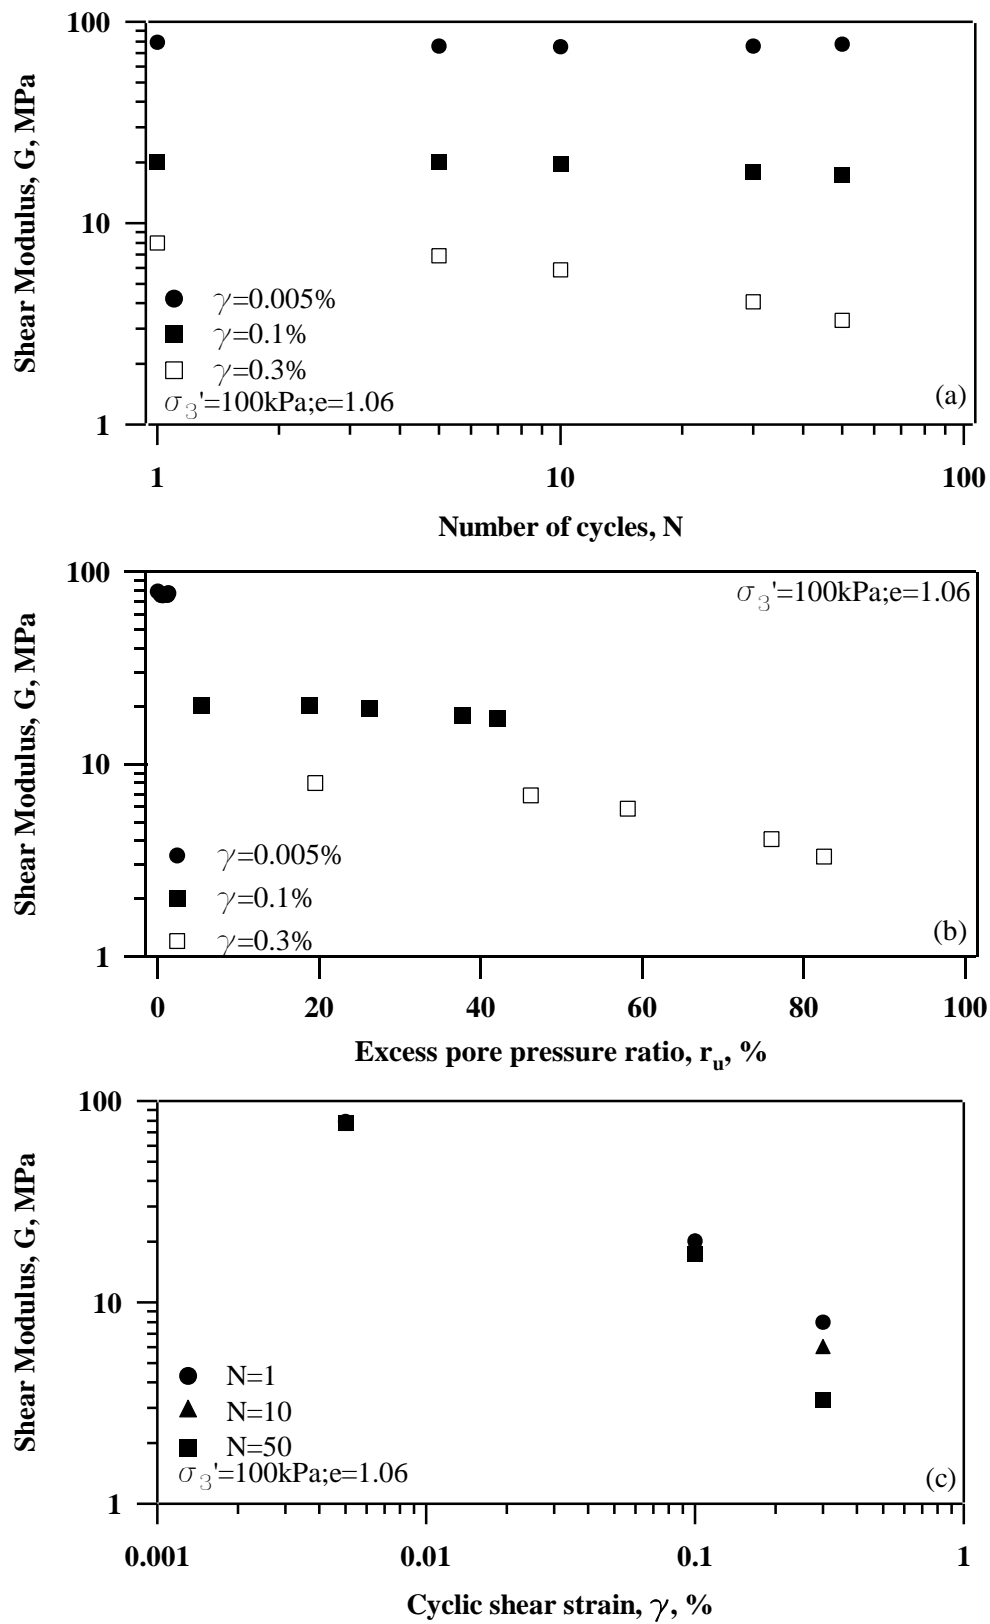 100
10
1
Shear Modulus, G, MPa
γ=0.005%
γ=0.1%
γ=0.3%
σ3'=100kPa;e=1.06
(a)
1 10 100
Number of cycles, N
100
10
1
Shear Modulus, G, MPa
σ3'=100kPa;e=1.06
γ=0.005%
γ=0.1%
γ=0.3%
(b)
0 20 40 60 80 100
Excess pore pressure ratio, ru, %
100
10
1
Shear Modulus, G, MPa
N=1
N=10
N=50
σ3'=100kPa;e=1.06
(c)
0.001 0.01 0.1 1
Cyclic shear strain, γ, %